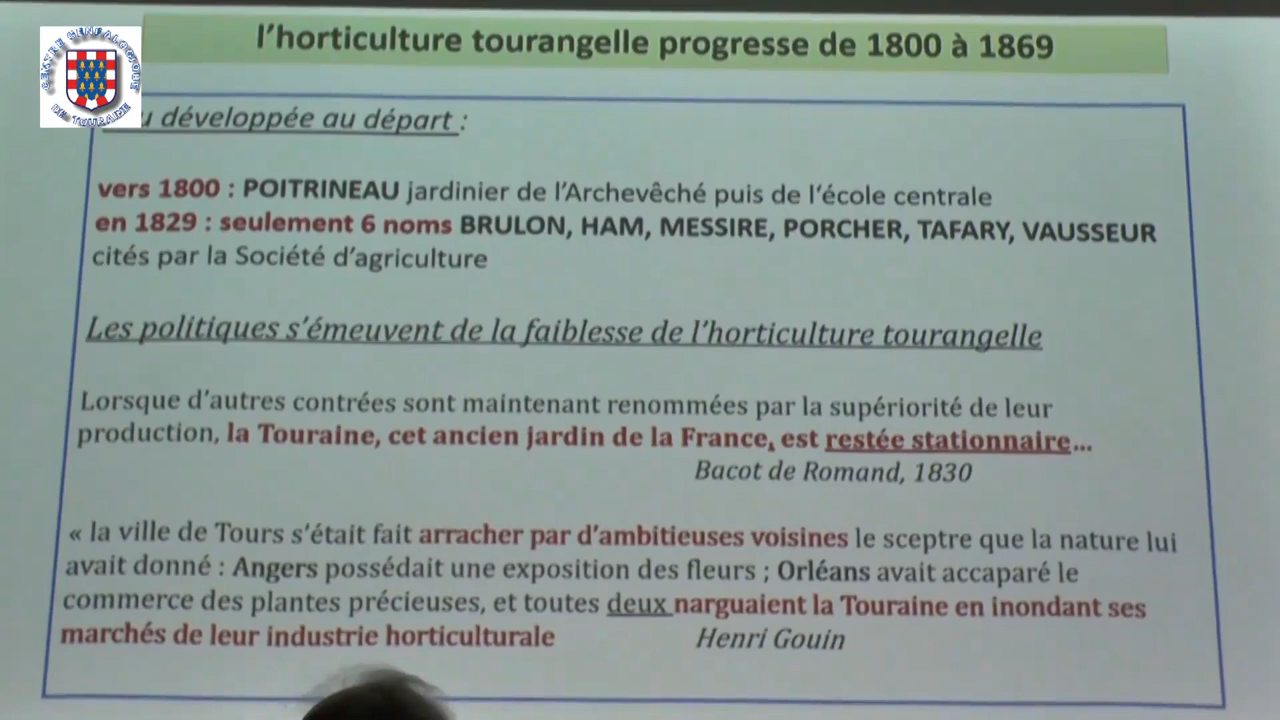 CENTRE GENEALOGIQUE
DE TOURAINE
l'horticulture tourangelle progresse de 1800 à 1869
développée au départ :
vers 1800 : POITRINEAU jardinier de l'Archevêché puis de l'école centrale
en 1829 : seulement 6 noms BRULON, HAM, MESSIRE, PORCHER, TAFARY, VAUSSEUR
cités par la Société d'agriculture
Les politiques s'émeuvent de la faiblesse de l'horticulture tourangelle
Lorsque d'autres contrées sont maintenant renommées par la supériorité de leur
production, la Touraine, cet ancien jardin de la France, est restée stationnaire...
Bacot de Romand, 1830
« la ville de Tours s'était fait arracher par d'ambitieuses voisines le sceptre que la nature lui
avait donné : Angers possédait une exposition des fleurs ; Orléans avait accaparé le
commerce des plantes précieuses, et toutes deux narguaient la Touraine en inondant ses
marchés de leur industrie horticulturale
Henri Gouin